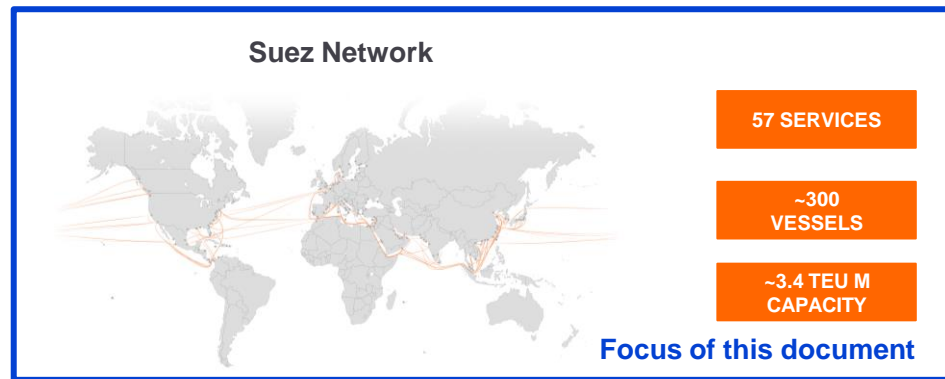 Suez Network
57 SERVICES
~300
VESSELS
~3.4 TEU M
CAPACITY
Focus of this document